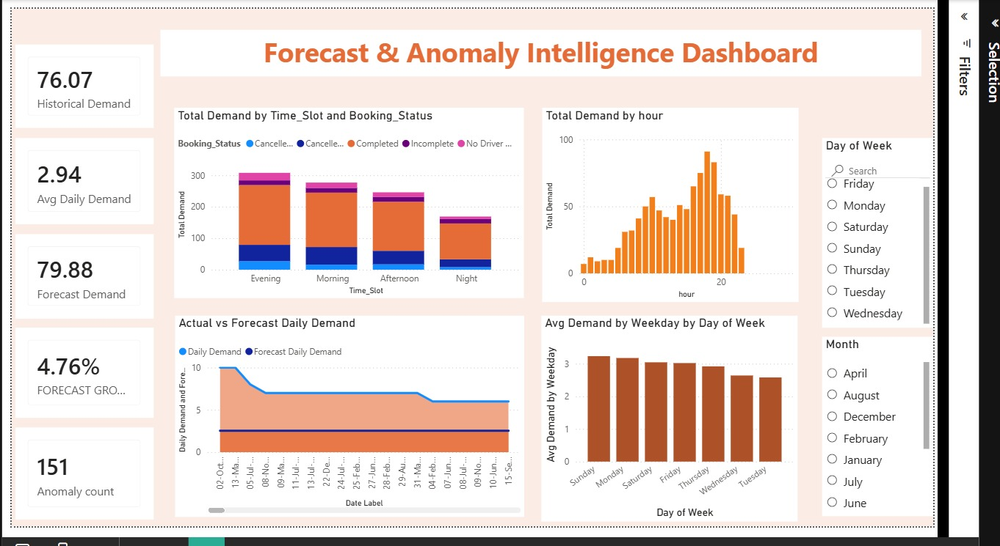 Forecast & Anomaly Intelligence Dashboard
76.07
Historical Demand
2.94
Avg Daily Demand
79.88
Forecast Demand
4.76%
FORECAST GRO...
151
Anomaly count
Total Demand by Time_Slot and Booking_Status
Booking_Status Cancelle... Cancelle... Completed Incomplete No Driver ...
Total Demand
300
200
100
0
Evening Morning Afternoon Night
Time_Slot
Total Demand by hour
Total Demand
100
50
0
0 20
hour
Actual vs Forecast Daily Demand
Daily Demand Forecast Daily Demand
Daily Demand and Fore...
10
5
0
02-Oct... 13-Ma... 05-Jul-... 08-No... 09-Ma... 11-Jul-... 13-Jul-... 22-De... 24-Jul-... 25-Feb... 27-Jun... 28-Feb... 29-Au... 31-Ma... 04-Feb... 07-Jun... 08-Jul-... 09-No... 10-Jun... 15-Se...
Date Label
Avg Demand by Weekday by Day of Week
Avg Demand by Weekday
3
2
1
0
Sunday Monday Saturday Friday Thursday Wednesday Tuesday
Day of Week
Day of Week
Search
Friday
Monday
Saturday
Sunday
Thursday
Tuesday
Wednesday
Month
April
August
December
February
January
July
June
Filters
Selection